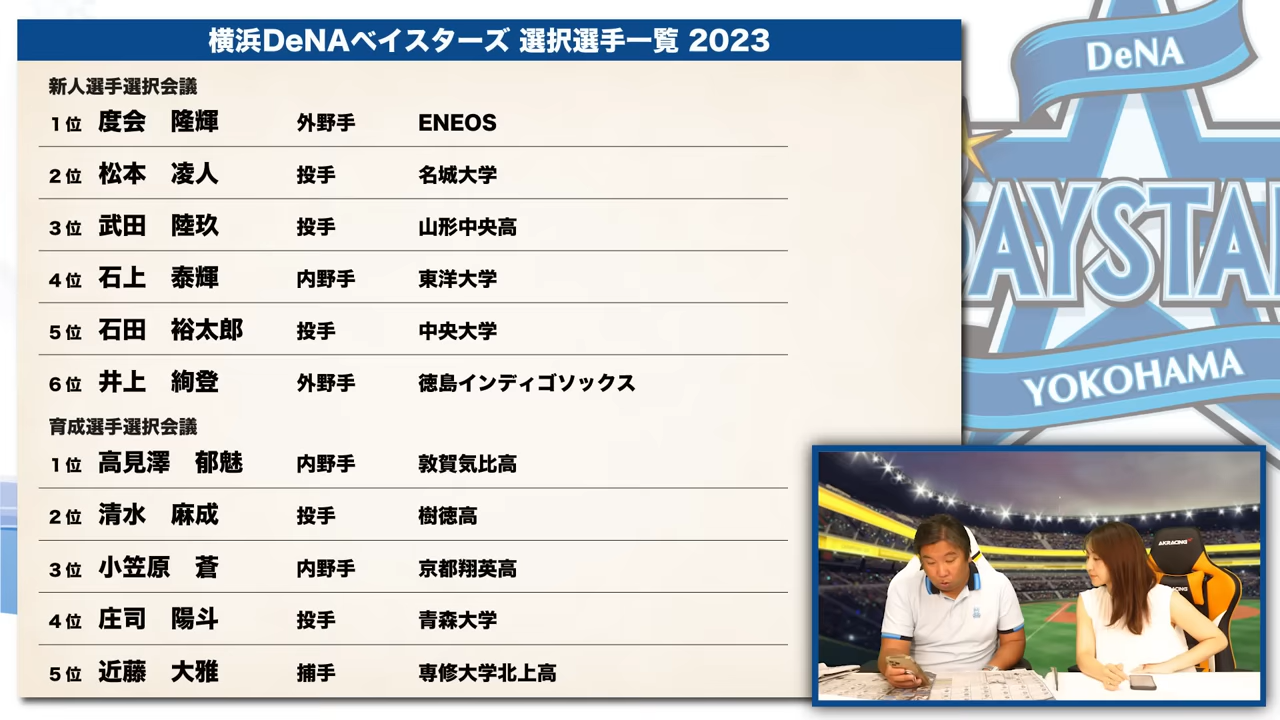 横浜DeNAベイスターズ 選択選手一覧 2023
新人選手選択会議
1位 度会 隆輝 外野手 ENEOS
2位 松本 凌人 投手 名城大学
3位 武田 陸玖 投手 山形中央高
4位 石上 泰輝 内野手 東洋大学
5位 石田 裕太郎 投手 中央大学
6位 井上 絢登 外野手 徳島インディゴソックス
育成選手選択会議
1位 高見澤 郁魅 内野手 敦賀気比高
2位 清水 麻成 投手 樹徳高
3位 小笠原 蒼 内野手 京都翔英高
4位 庄司 陽斗 投手 青森大学
5位 近藤 大雅 捕手 専修大学北上高
DeNA
BAYSTA
YOKOHAMA
AKRACING